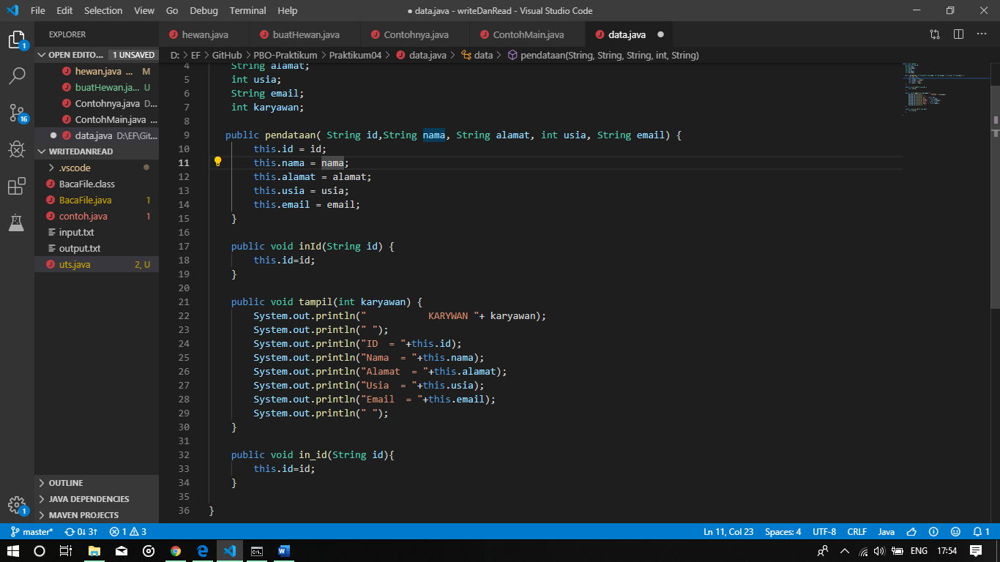 File Edit Selection View Go Debug Terminal Help
● data.java - writeDanRead - Visual Studio Code
EXPLORER
hewan.java
buatHewan.java
Contohnya.java
ContohMain.java
data.java
OPEN EDITO... 1 UNSAVED
hewan.java ... M
buatHewan.ja... U
Contohnya.java D...
ContohMain.java ...
data.java D:\EF\Git...
WRITEDANREAD
.vscode
BacaFile.class
BacaFile.java 1
contoh.java 1
input.txt
output.txt
uts.java 2, U
OUTLINE
JAVA DEPENDENCIES
MAVEN PROJECTS
1
16
1
D: > EF > GitHub > PBO-Praktikum > Praktikum04 > data.java > data > pendataan(String, String, String, int, String)
4 String alamat;
5 int usia;
6 String email;
7 int karyawan;
8
9 public pendataan( String id,String nama, String alamat, int usia, String email) {
10 this.id = id;
11 this.nama = nama;
12 this.alamat = alamat;
13 this.usia = usia;
14 this.email = email;
15 }
16
17 public void inId(String id) {
18 this.id=id;
19 }
20
21 public void tampil(int karyawan) {
22 System.out.println("           KARYWAN "+ karyawan);
23 System.out.println(" ");
24 System.out.println("ID  = "+this.id);
25 System.out.println("Nama  = "+this.nama);
26 System.out.println("Alamat  = "+this.alamat);
27 System.out.println("Usia  = "+this.usia);
28 System.out.println("Email  = "+this.email);
29 System.out.println(" ");
30 }
31
32 public void in_id(String id){
33 this.id=id;
34 }
35
36 }
master* 0↓ 3↑ 1 3
Ln 11, Col 23 Spaces: 4 UTF-8 CRLF Java 1
ENG 17:54